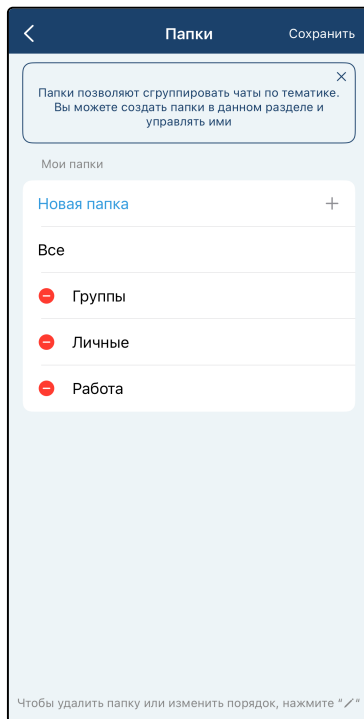 Папки
Сохранить
Папки позволяют сгруппировать чаты по тематике.
Вы можете создать папки в данном разделе и
управлять ими
Мои папки
Новая папка
Все
Группы
Личные
Работа
Чтобы удалить папку или изменить порядок, нажмите “ “